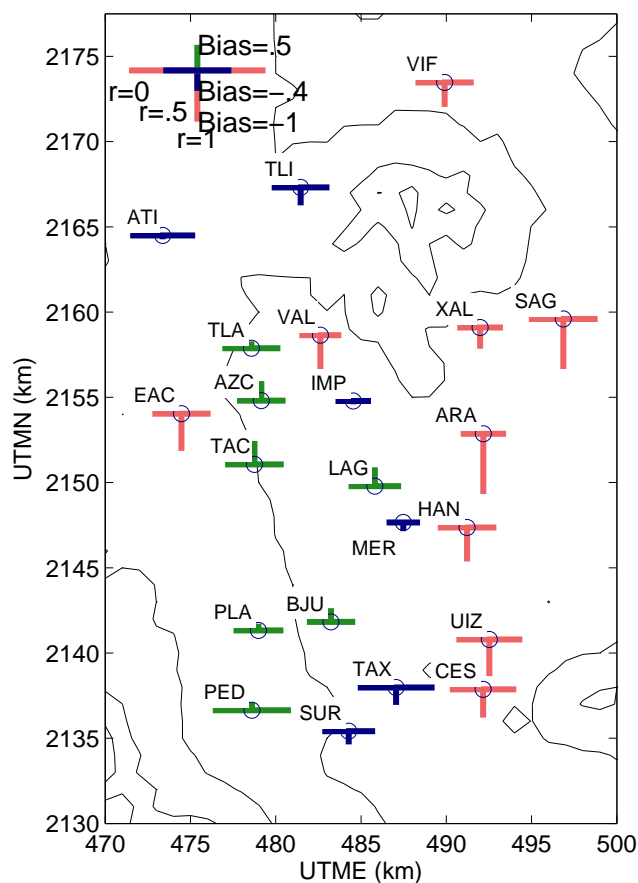 2175
2170
2165
2160
2155
2150
2145
2140
2135
2130
UTMN (km)
470
475
480
485
490
495
500
UTME (km)
Bias=.5
r=0
Bias=−.4
r=.5
Bias=−1
r=1
VIF
TLI
ATI
SAG
XAL
VAL
TLA
AZC
IMP
EAC
ARA
TAC
LAG
HAN
MER
BJU
PLA
UIZ
TAX
CES
PED
SUR